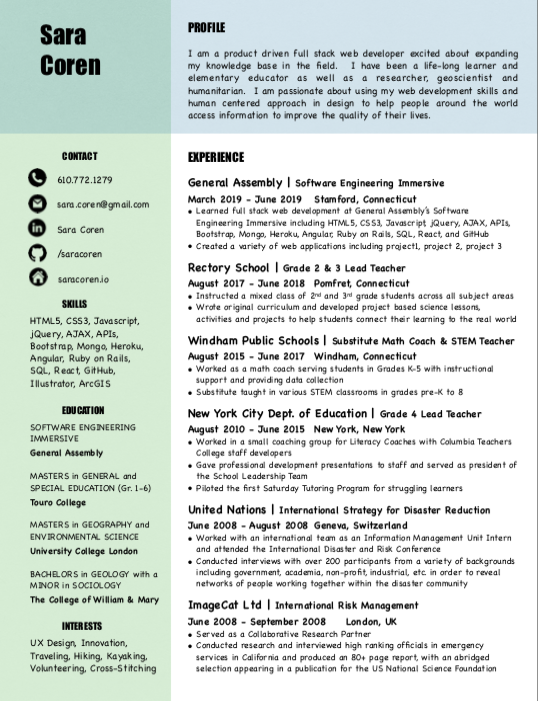 Sara
Coren
PROFILE
I am a product driven full stack web developer excited about expanding
my knowledge base in the field. I have been a life-long learner and
elementary educator as well as a researcher, geoscientist and
humanitarian. I am passionate about using my web development skills and
human centered approach in design to help people around the world
access information to improve the quality of their lives.
CONTACT
610.772.1279
sara.coren@gmail.com
Sara Coren
/saracoren
saracoren.io
SKILLS
HTML5, CSS3, Javascript,
jQuery, AJAX, APIs,
Bootstrap, Mongo, Heroku,
Angular, Ruby on Rails,
SQL, React, GitHub,
Illustrator, ArcGIS
EDUCATION
SOFTWARE ENGINEERING
IMMERSIVE
General Assembly
MASTERS in GENERAL and
SPECIAL EDUCATION (Gr. 1-6)
Touro College
MASTERS in GEOGRAPHY and
ENVIRONMENTAL SCIENCE
University College London
BACHELORS in GEOLOGY with a
MINOR in SOCIOLOGY
The College of William & Mary
INTERESTS
UX Design, Innovation,
Traveling, Hiking, Kayaking,
Volunteering, Cross-Stitching
EXPERIENCE
General Assembly | Software Engineering Immersive
March 2019 - June 2019 Stamford, Connecticut
• Learned full stack web development at General Assembly's Software
Engineering Immersive including HTML5, CSS3, Javascript, jQuery, AJAX, APIs,
Bootstrap, Mongo, Heroku, Angular, Ruby on Rails, SQL, React, and GitHub
• Created a variety of web applications including project1, project 2, project 3
Rectory School | Grade 2 & 3 Lead Teacher
August 2017 - June 2018 Pomfret, Connecticut
• Instructed a mixed class of 2nd and 3rd grade students across all subject areas
• Wrote original curriculum and developed project based science lessons,
activities and projects to help students connect their learning to the real world
Windham Public Schools | Substitute Math Coach & STEM Teacher
August 2015 - June 2017 Windham, Connecticut
• Worked as a math coach serving students in Grades K-5 with instructional
support and providing data collection
• Substitute taught in various STEM classrooms in grades pre-K to 8
New York City Dept. of Education | Grade 4 Lead Teacher
August 2010 - June 2015 New York, New York
• Worked in a small coaching group for Literacy Coaches with Columbia Teachers
College staff developers
• Gave professional development presentations to staff and served as president of
the School Leadership Team
• Piloted the first Saturday Tutoring Program for struggling learners
United Nations | International Strategy for Disaster Reduction
June 2008 - August 2008 Geneva, Switzerland
• Worked with an international team as an Information Management Unit Intern
and attended the International Disaster and Risk Conference
• Conducted interviews with over 200 participants from a variety of backgrounds
including government, academia, non-profit, industrial, etc. in order to reveal
networks of people working together within the disaster community
ImageCat Ltd | International Risk Management
June 2008 - September 2008 London, UK
• Served as a Collaborative Research Partner
• Conducted research and interviewed high ranking officials in emergency
services in California and produced an 80+ page report, with an abridged
selection appearing in a publication for the US National Science Foundation